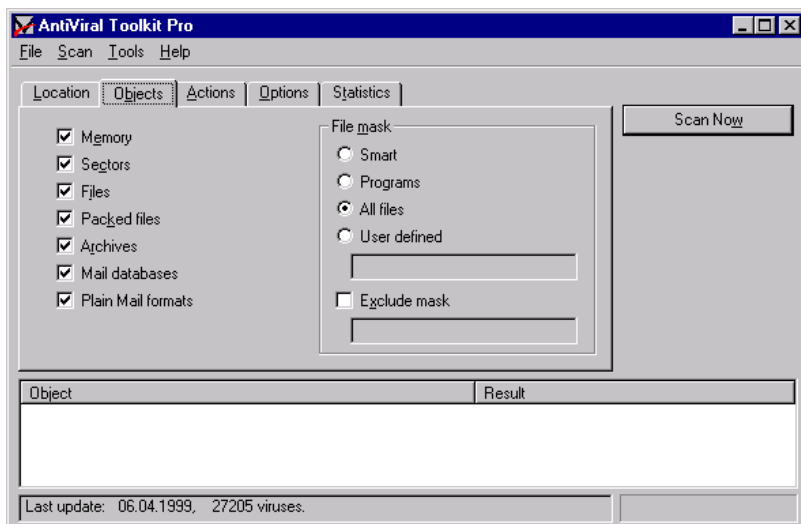 AntiViral Toolkit Pro
File Scan Tools Help
Location Objects Actions Options Statistics
Scan Now
Memory
Sectors
Files
Packed files
Archives
Mail databases
Plain Mail formats
File mask
Smart
Programs
All files
User defined
Exclude mask
Object Result
Last update: 06.04.1999, 27205 viruses.